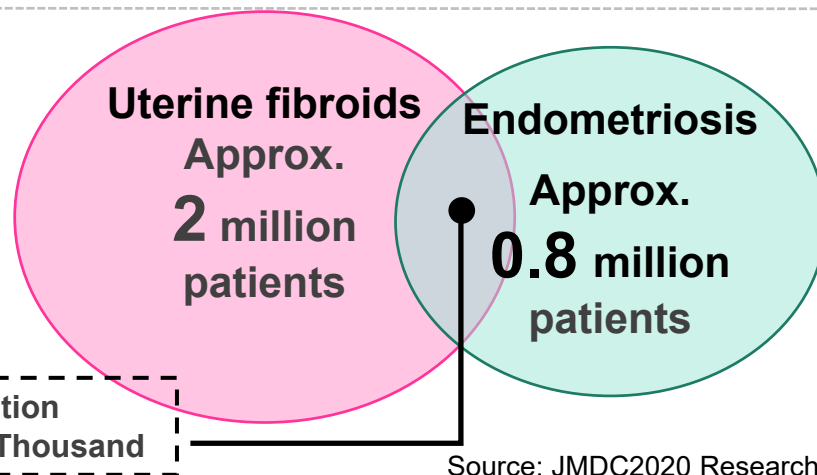 Uterine fibroids
Approx.
2 million
patients
Endometriosis
Approx.
0.8 million
patients
tion
Thousand
Source: JMDC2020 Research